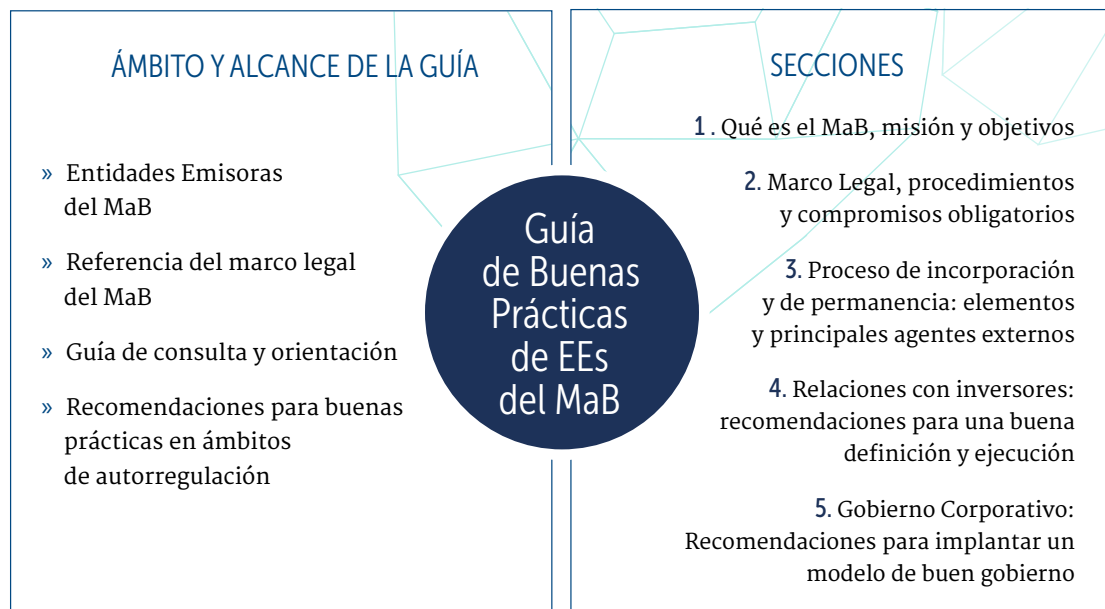 ÁMBITO Y ALCANCE DE LA GUÍA
» Entidades Emisoras
del MaB
» Referencia del marco legal
del MaB
» Guía de consulta y orientación
» Recomendaciones para buenas
prácticas en ámbitos
de autorregulación
Guía
de Buenas
Prácticas
de EEs
del MaB
SECCIONES
1 . Qué es el MaB, misión y objetivos
2. Marco Legal, procedimientos
y compromisos obligatorios
3. Proceso de incorporación
y de permanencia: elementos
y principales agentes externos
4. Relaciones con inversores:
recomendaciones para una buena
definición y ejecución
5. Gobierno Corporativo:
Recomendaciones para implantar un
modelo de buen gobierno